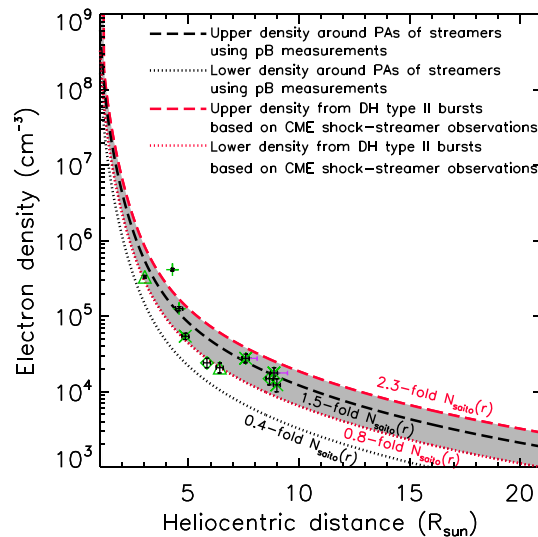 Upper density around PAs of streamers
using pB measurements
Lower density around PAs of streamers
using pB measurements
Upper density from DH type II bursts
based on CME shock-streamer observations
Lower density from DH type II bursts
based on CME shock-streamer observations
10⁹
10⁸
10⁷
10⁶
10⁵
10⁴
10³
Electron density (cm⁻³)
2.3-fold N_saito(r)
1.5-fold N_saito(r)
0.8-fold N_saito(r)
0.4-fold N_saito(r)
5 10 15 20
Heliocentric distance (R_sun)